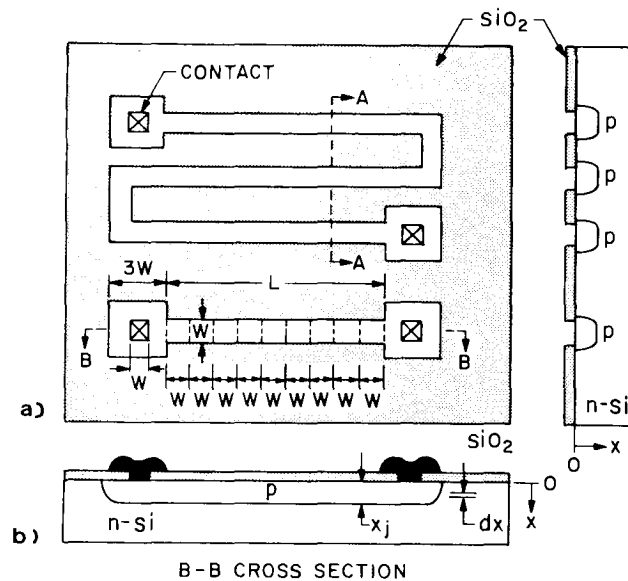 SiO₂
CONTACT
A
P
P
P
A
3W
L
W
B
B
P
W
W W W W W W W W W
a)
n-Si
SiO₂
0
x
P
0
n-Si
xj
dx
x
b)
B-B CROSS SECTION